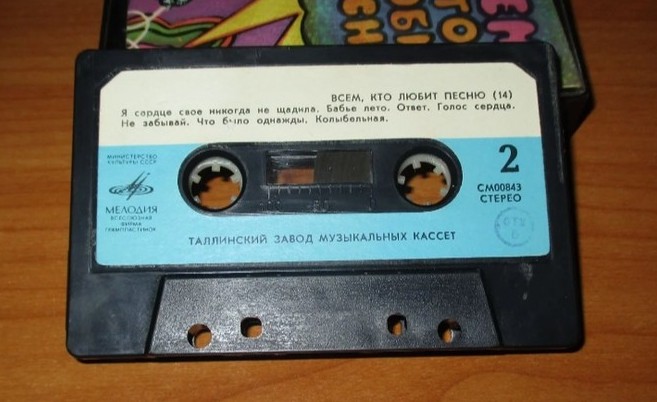 ВСЕМ, КТО ЛЮБИТ ПЕСНЮ (14)
Я сердце свое никогда не щадила. Бабье лето. Ответ. Голос сердца.
Не забывай. Что было однажды. Колыбельная.
МИНИСТЕРСТВО
КУЛЬТУРЫ СССР
МЕЛОДИЯ
ВСЕСОЮЗНАЯ
ФИРМА
ГРАМПЛАСТИНОК
2
СМ00843
СТЕРЕО
ТАЛЛИНСКИЙ ЗАВОД МУЗЫКАЛЬНЫХ КАССЕТ